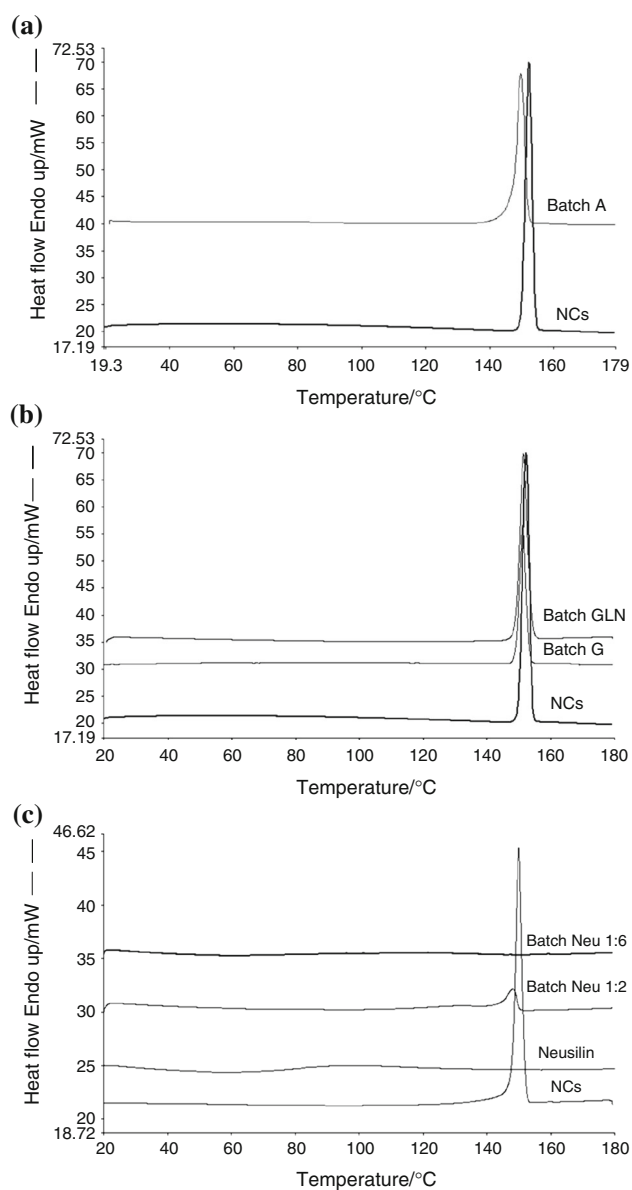 (a)
72.53
70
65
60
55
50
45
40
35
30
25
20
17.19
Heat flow Endo up/mW
Batch A
NCs
19.3 40 60 80 100 120 140 160 179
Temperature/°C
(b)
72.53
70
65
60
55
50
45
40
35
30
25
20
17.19
Heat flow Endo up/mW
Batch GLN
Batch G
NCs
20 40 60 80 100 120 140 160 180
Temperature/°C
(c)
46.62
45
40
35
30
25
20
18.72
Heat flow Endo up/mW
Batch Neu 1:6
Batch Neu 1:2
Neusilin
NCs
20 40 60 80 100 120 140 160 180
Temperature/°C